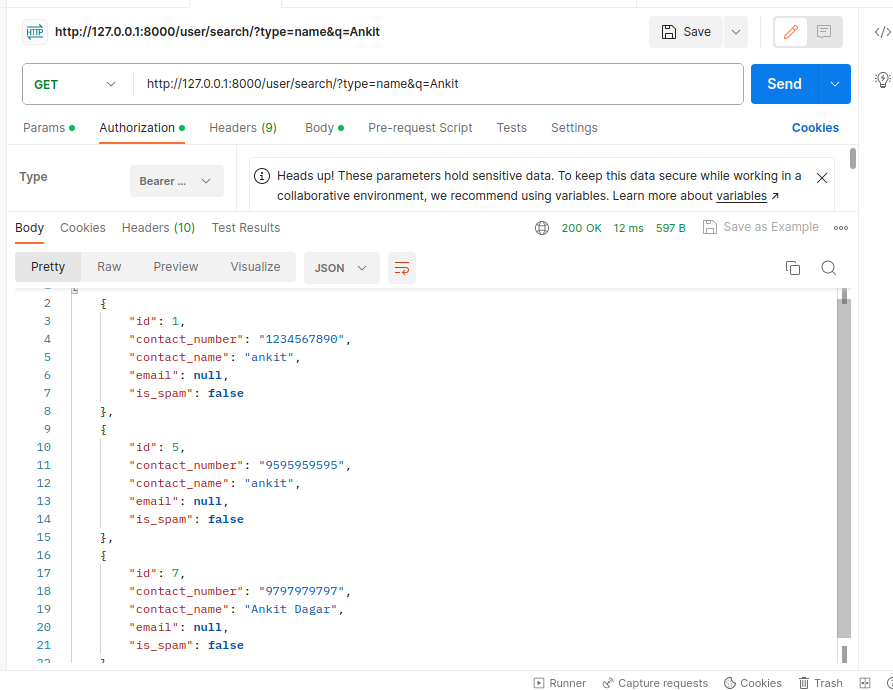 HTTP http://127.0.0.1:8000/user/search/?type=name&q=Ankit Save
GET http://127.0.0.1:8000/user/search/?type=name&q=Ankit Send
Params Authorization Headers (9) Body Pre-request Script Tests Settings Cookies
Type Bearer ... Heads up! These parameters hold sensitive data. To keep this data secure while working in a
collaborative environment, we recommend using variables. Learn more about variables ↗
Body Cookies Headers (10) Test Results 200 OK 12 ms 597 B Save as Example
Pretty Raw Preview Visualize JSON
2 {
3 "id": 1,
4 "contact_number": "1234567890",
5 "contact_name": "ankit",
6 "email": null,
7 "is_spam": false
8 },
9 {
10 "id": 5,
11 "contact_number": "9595959595",
12 "contact_name": "ankit",
13 "email": null,
14 "is_spam": false
15 },
16 {
17 "id": 7,
18 "contact_number": "9797979797",
19 "contact_name": "Ankit Dagar",
20 "email": null,
21 "is_spam": false
Runner Capture requests Cookies Trash